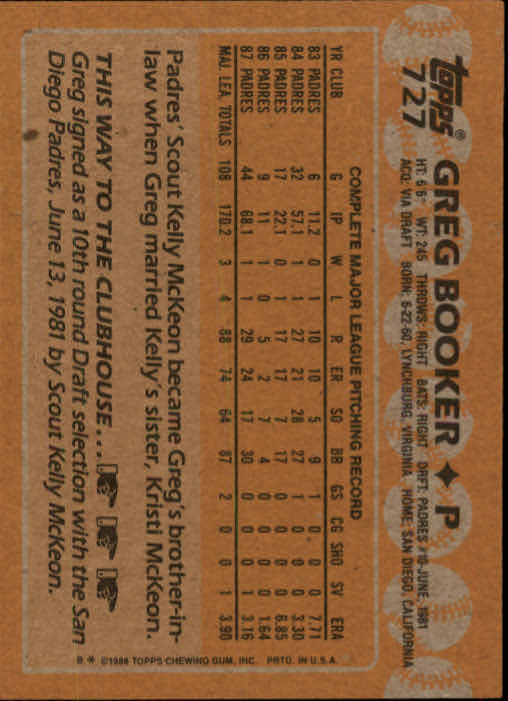 topps®
727
GREG BOOKER ✦ P
HT: 6'6" WT: 245 THROWS: RIGHT BATS: RIGHT DRFT: PADRES #10-JUNE, 1981
ACQ: VIA DRAFT BORN: 6-22-60, LYNCHBURG, VIRGINIA HOME: SAN DIEGO, CALIFORNIA
COMPLETE MAJOR LEAGUE PITCHING RECORD
YR CLUB G IP W L R ER SO BB GS CG SHO SV ERA
83 PADRES 6 11.2 0 1 10 10 5 9 1 0 0 0 7.71
84 PADRES 32 57.1 1 1 27 21 28 27 1 0 0 0 3.30
85 PADRES 17 22.1 0 1 17 17 7 17 0 0 0 0 6.85
86 PADRES 9 11 1 0 5 2 7 4 0 0 0 0 1.64
87 PADRES 44 68.1 1 1 29 24 17 30 0 0 0 1 3.16
MAJ. LEA. TOTALS 108 170.2 3 4 88 74 64 87 2 0 0 1 3.90
Padres' Scout Kelly McKeon became Greg's brother-in-
law when Greg married Kelly's sister, Kristi McKeon.
THIS WAY TO THE CLUBHOUSE...
Greg signed as a 10th round Draft selection with the San
Diego Padres, June 13, 1981 by Scout Kelly McKeon.
B * ©1988 TOPPS CHEWING GUM, INC. PRTD. IN U.S.A.